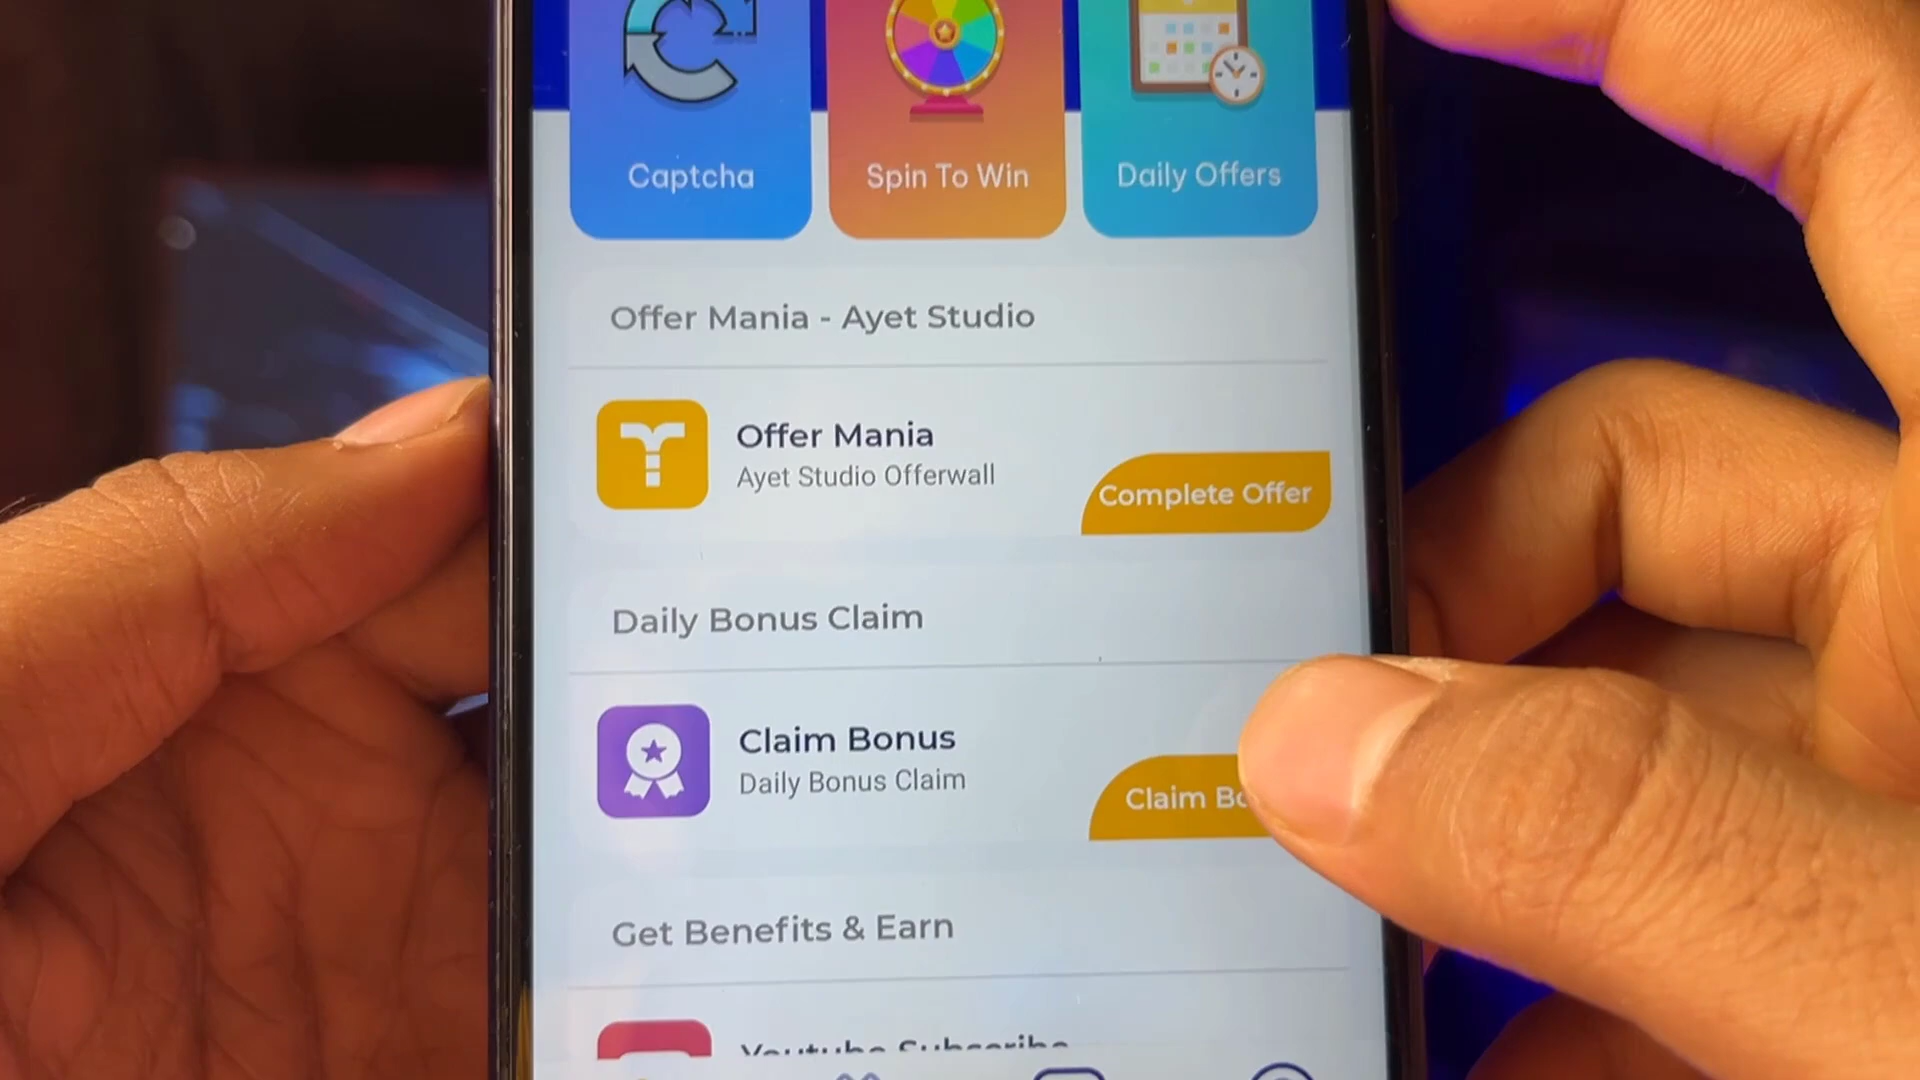 Captcha
Spin To Win
Daily Offers
Offer Mania - Ayet Studio
Offer Mania
Ayet Studio Offerwall
Complete Offer
Daily Bonus Claim
Claim Bonus
Daily Bonus Claim
Claim Bo
Get Benefits & Earn
Youtube Subscribe